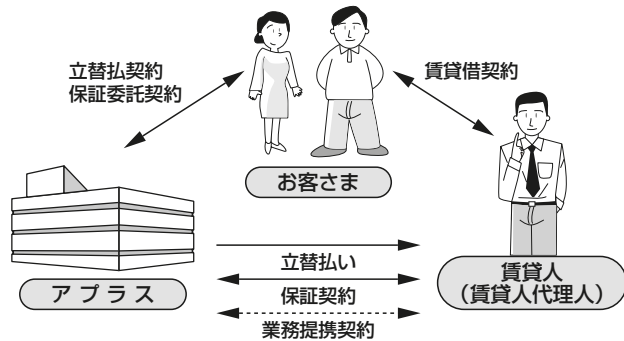 立替払契約
保証委託契約
賃貸借契約
お客さま
アプラス
立替払い
保証契約
業務提携契約
賃貸人
（賃貸人代理人）